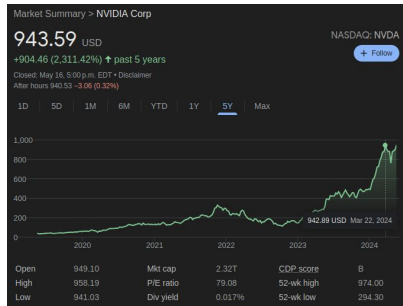 Market Summary > NVIDIA Corp
943.59 USD
NASDAQ: NVDA
+ Follow
+904.46 (2,311.42%) ↑ past 5 years
Closed: May 16, 5:00 p.m. EDT • Disclaimer
After hours 940.53 −3.06 (0.32%)
1D 5D 1M 6M YTD 1Y 5Y Max
1,000
800
600
400
200
0
942.89 USD Mar 22, 2024
2020 2021 2022 2023 2024
Open 949.10 Mkt cap 2.32T CDP score B
High 958.19 P/E ratio 79.08 52-wk high 974.00
Low 941.03 Div yield 0.017% 52-wk low 294.30